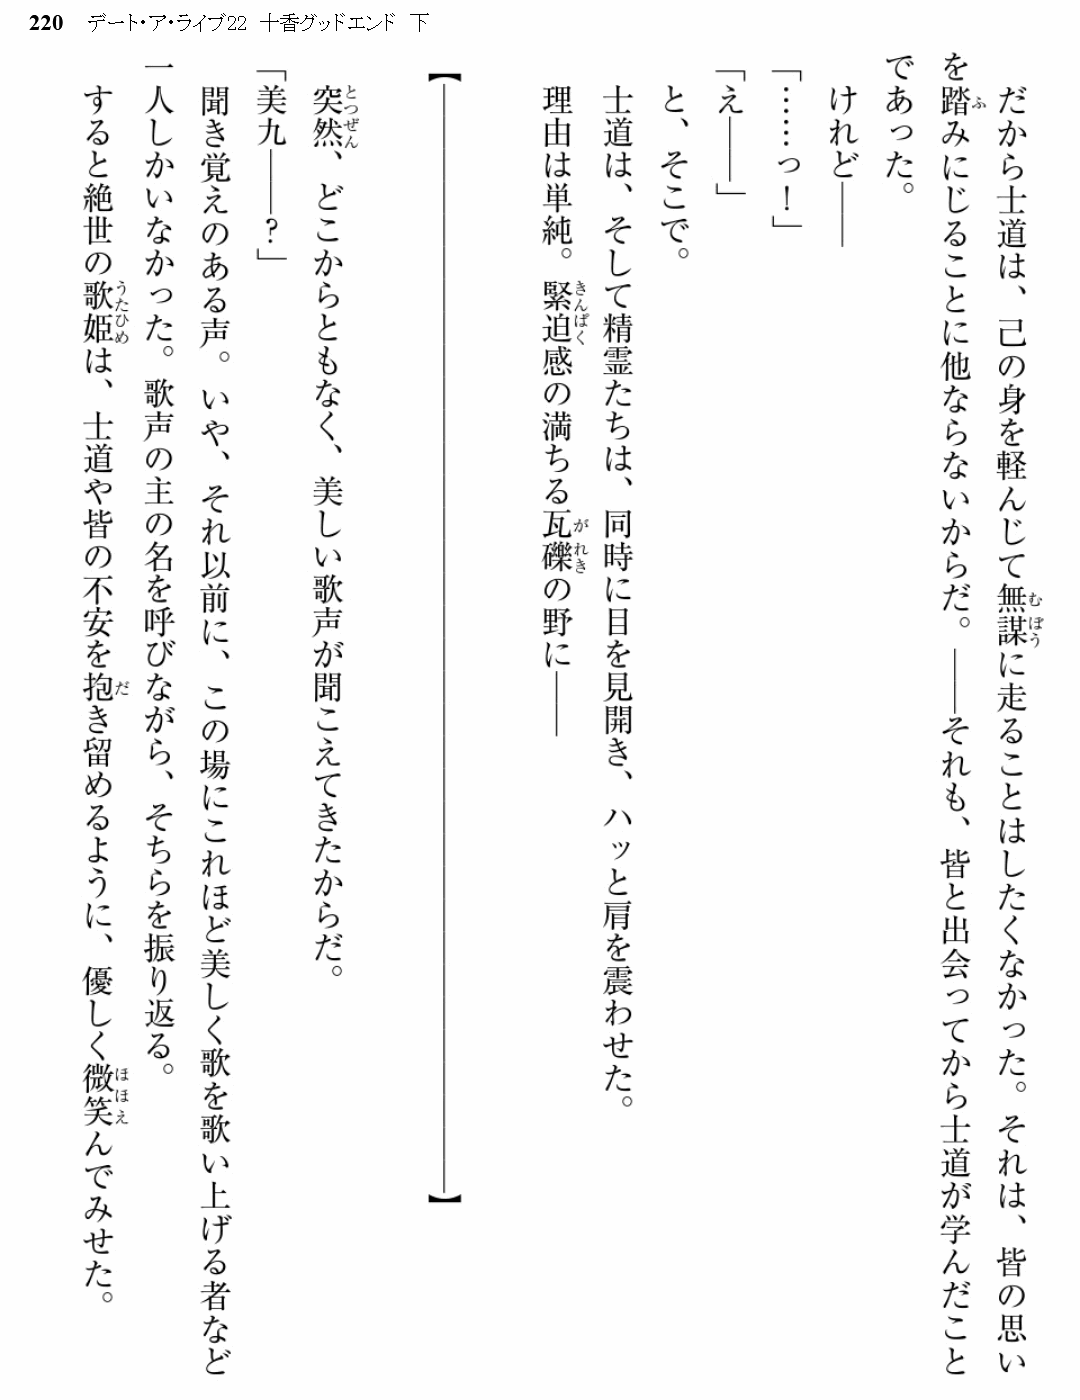 220 デート・ア・ライブ22 十香グッドエンド 下
だから士道は、己の身を軽んじて無謀に走ることはしたくなかった。それは、皆の思い
を踏みにじることに他ならないからだ。――それも、皆と出会ってから士道が学んだこと
であった。
けれど――
「……っ！」
「え――」
と、そこで。
士道は、そして精霊たちは、同時に目を見開き、ハッと肩を震わせた。
理由は単純。緊迫感の満ちる瓦礫の野に――
【――――――――――――――――――――――――――――――――――】
突然、どこからともなく、美しい歌声が聞こえてきたからだ。
「美九――？」
聞き覚えのある声。いや、それ以前に、この場にこれほど美しく歌を歌い上げる者など
一人しかいなかった。歌声の主の名を呼びながら、そちらを振り返る。
すると絶世の歌姫は、士道や皆の不安を抱き留めるように、優しく微笑んでみせた。